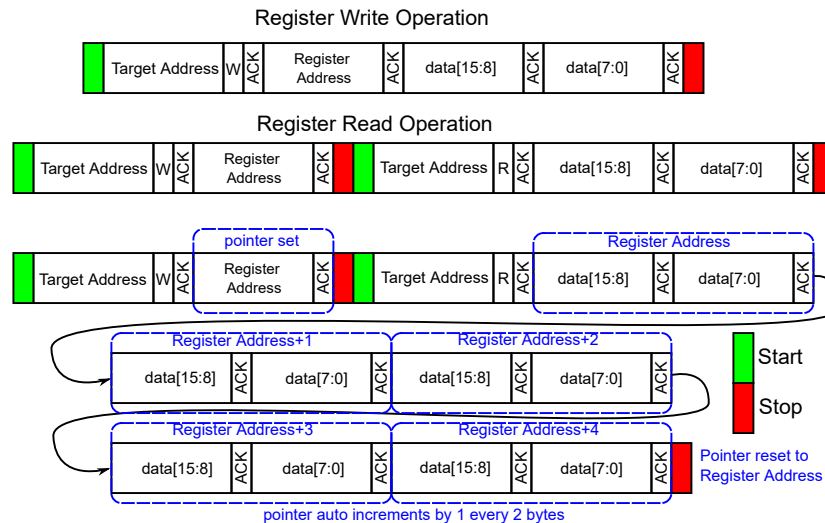 Register Write Operation
Target Address W ACK Register Address ACK data[15:8] ACK data[7:0] ACK
Register Read Operation
Target Address W ACK Register Address ACK Target Address R ACK data[15:8] ACK data[7:0] ACK
pointer set Register Address
Target Address W ACK Register Address ACK Target Address R ACK data[15:8] ACK data[7:0] ACK
Register Address+1 Register Address+2
data[15:8] ACK data[7:0] ACK data[15:8] ACK data[7:0] ACK
Start
Stop
Register Address+3 Register Address+4
data[15:8] ACK data[7:0] ACK data[15:8] ACK data[7:0] ACK
Pointer reset to
Register Address
pointer auto increments by 1 every 2 bytes